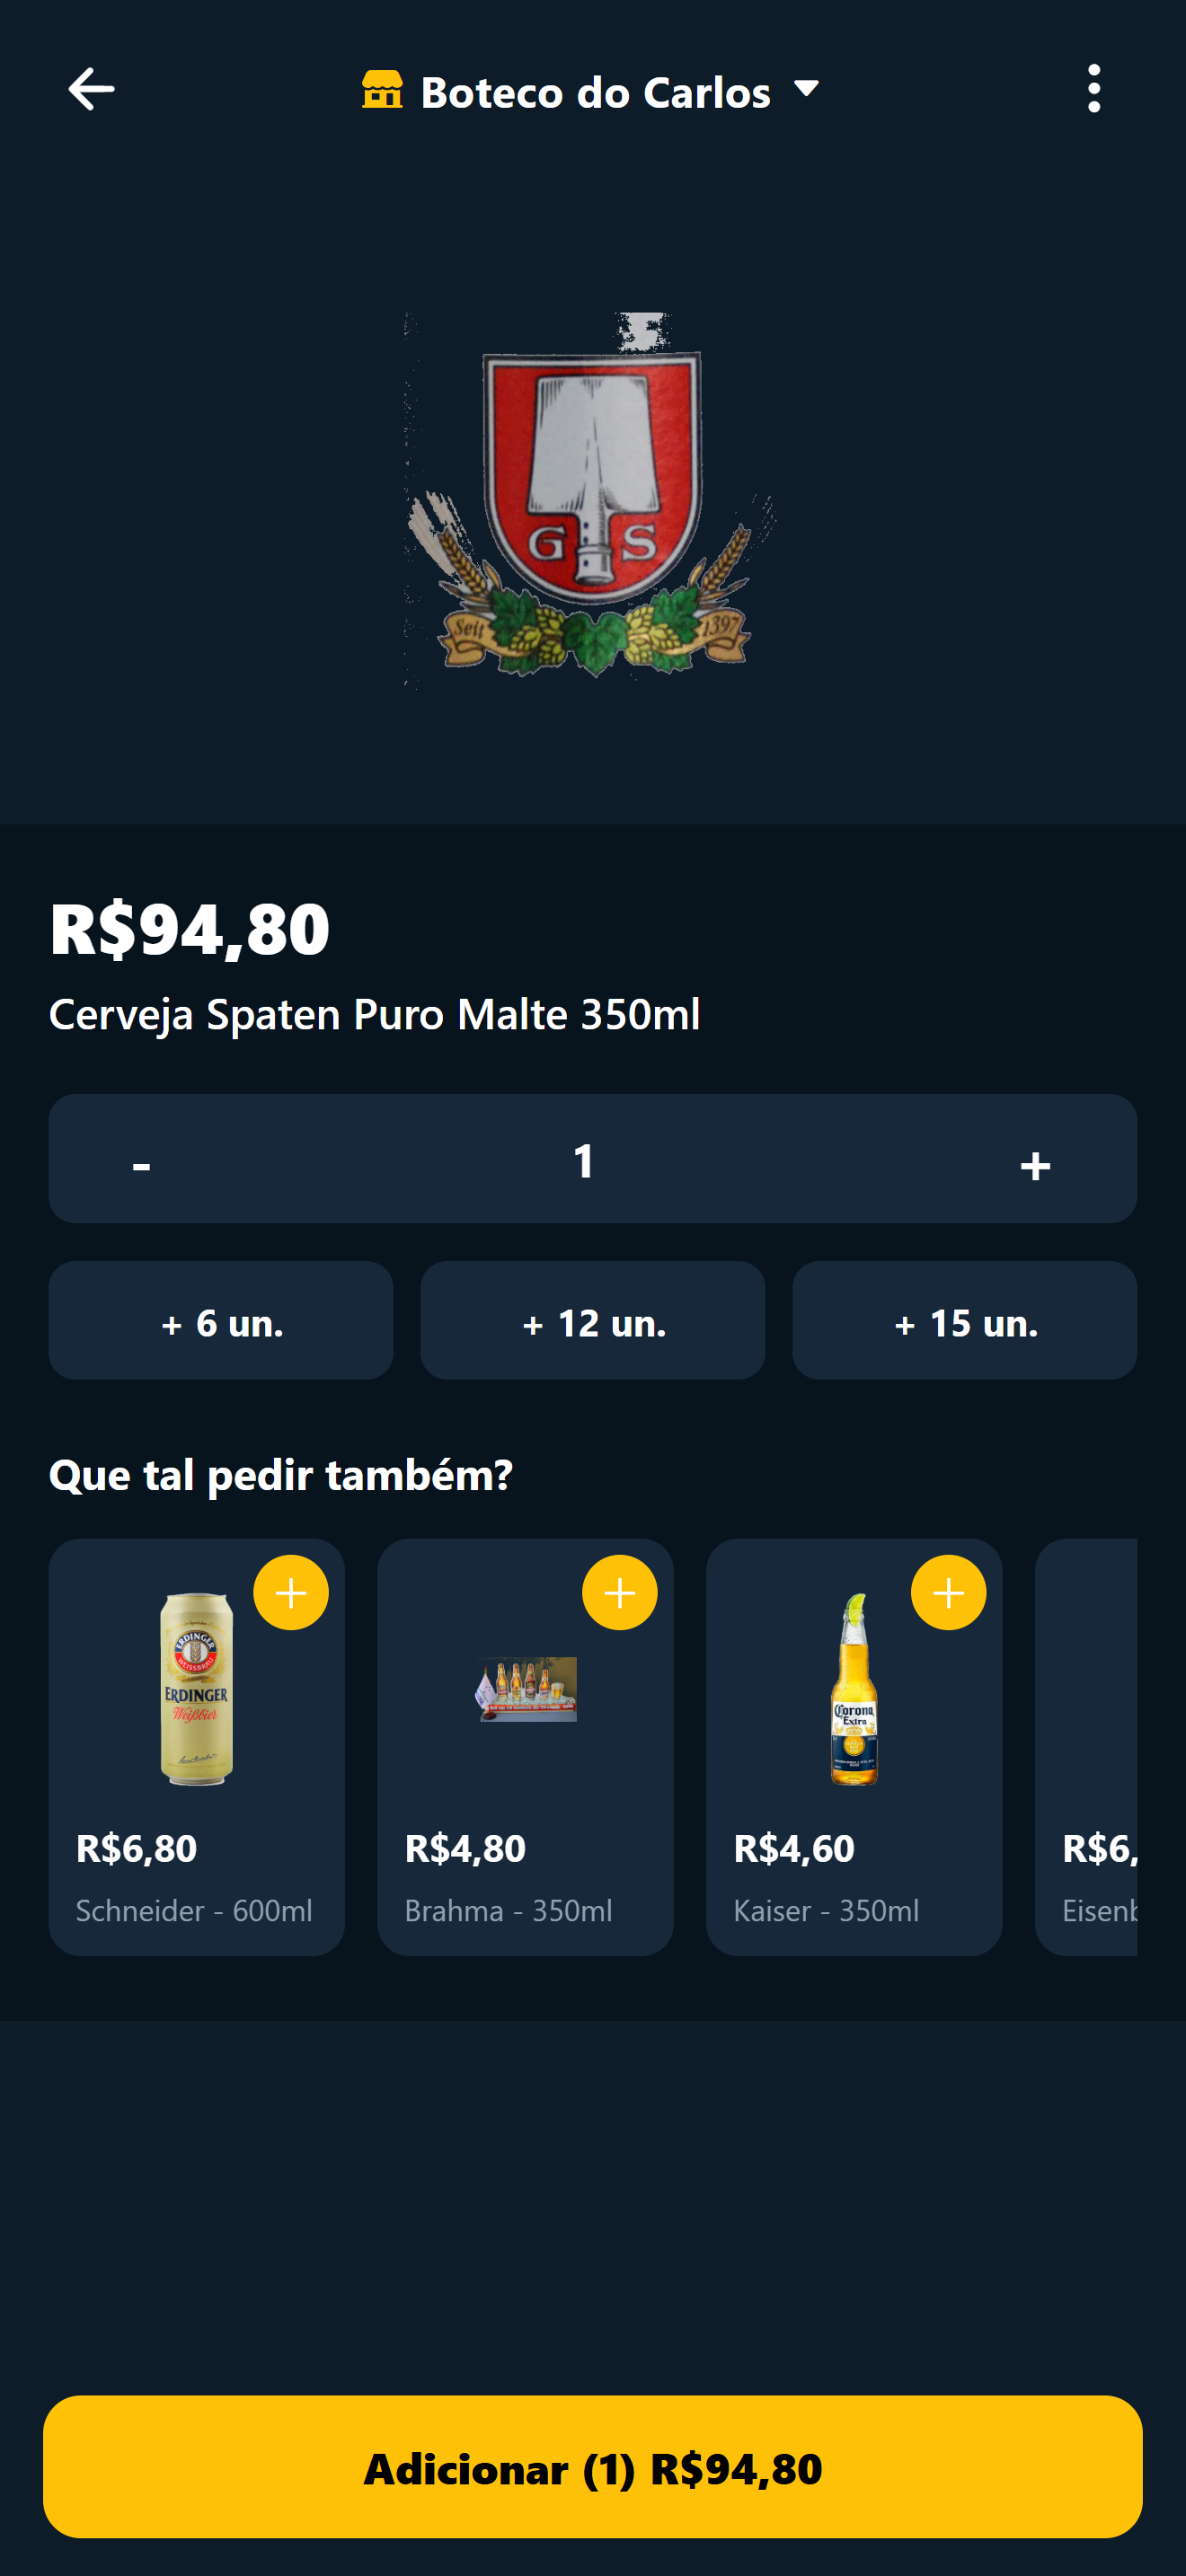 Boteco do Carlos
G S
Seit 1397
R$94,80
Cerveja Spaten Puro Malte 350ml
- 1 +
+ 6 un. + 12 un. + 15 un.
Que tal pedir também?
ERDINGER
WEISSBRÄU
ERDINGER
Weißbier
Corona
Extra
R$6,80 R$4,80 R$4,60 R$6,
Schneider - 600ml Brahma - 350ml Kaiser - 350ml Eisenb
Adicionar (1) R$94,80